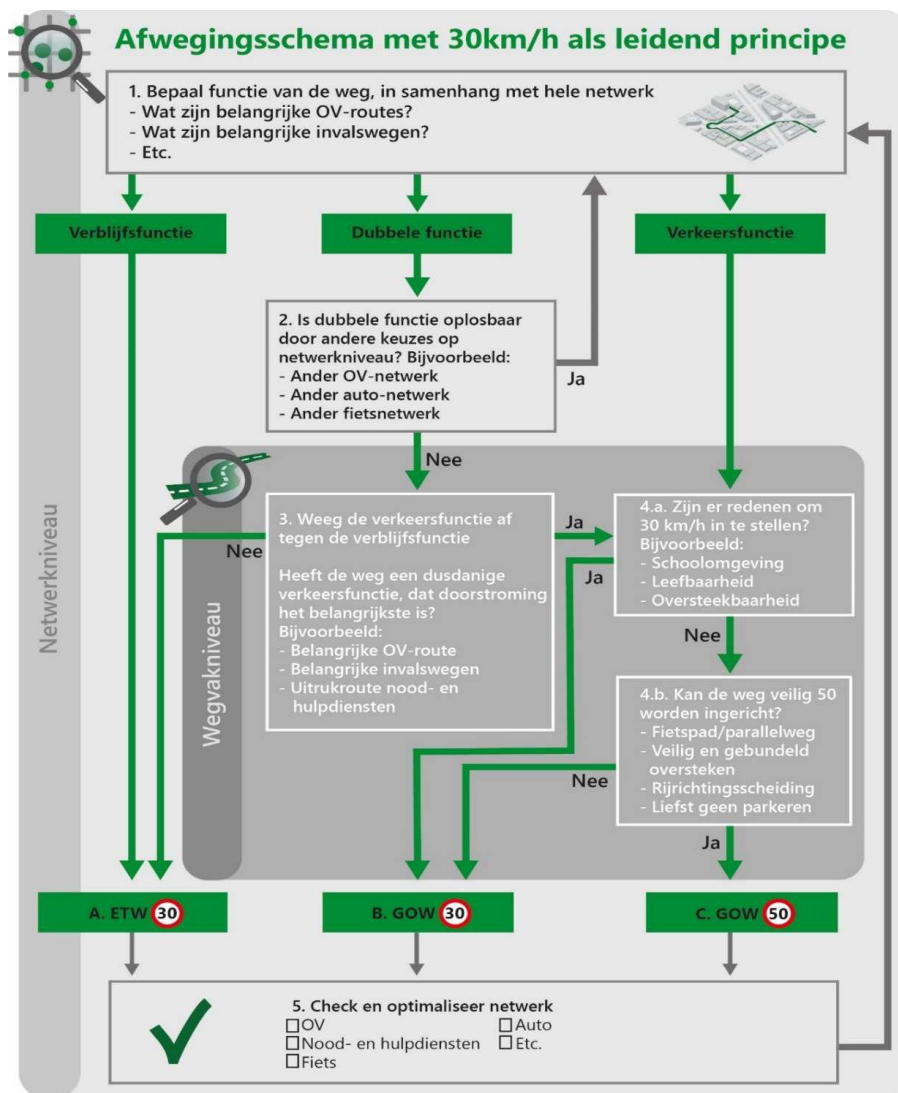 Afwegingsschema met 30km/h als leidend principe
1. Bepaal functie van de weg, in samenhang met hele netwerk
- Wat zijn belangrijke OV-routes?
- Wat zijn belangrijke invalswegen?
- Etc.
Verblijfsfunctie
Dubbele functie
Verkeersfunctie
2. Is dubbele functie oplosbaar
door andere keuzes op
netwerkniveau? Bijvoorbeeld:
- Ander OV-netwerk
- Ander auto-netwerk
- Ander fietsnetwerk
Ja
Nee
Netwerkniveau
Wegvakniveau
3. Weeg de verkeersfunctie af
tegen de verblijfsfunctie
Heeft de weg een dusdanige
verkeersfunctie, dat doorstroming
het belangrijkste is?
Bijvoorbeeld:
- Belangrijke OV-route
- Belangrijke invalswegen
- Uitrukroute nood- en
hulpdiensten
Nee
Ja
4.a. Zijn er redenen om
30 km/h in te stellen?
Bijvoorbeeld:
- Schoolomgeving
- Leefbaarheid
- Oversteekbaarheid
Ja
Nee
4.b. Kan de weg veilig 50
worden ingericht?
- Fietspad/parallelweg
- Veilig en gebundeld
oversteken
- Rijrichtingsscheiding
- Liefst geen parkeren
Nee
Ja
A. ETW 30
B. GOW 30
C. GOW 50
5. Check en optimaliseer netwerk
OV
Nood- en hulpdiensten
Fiets
Auto
Etc.